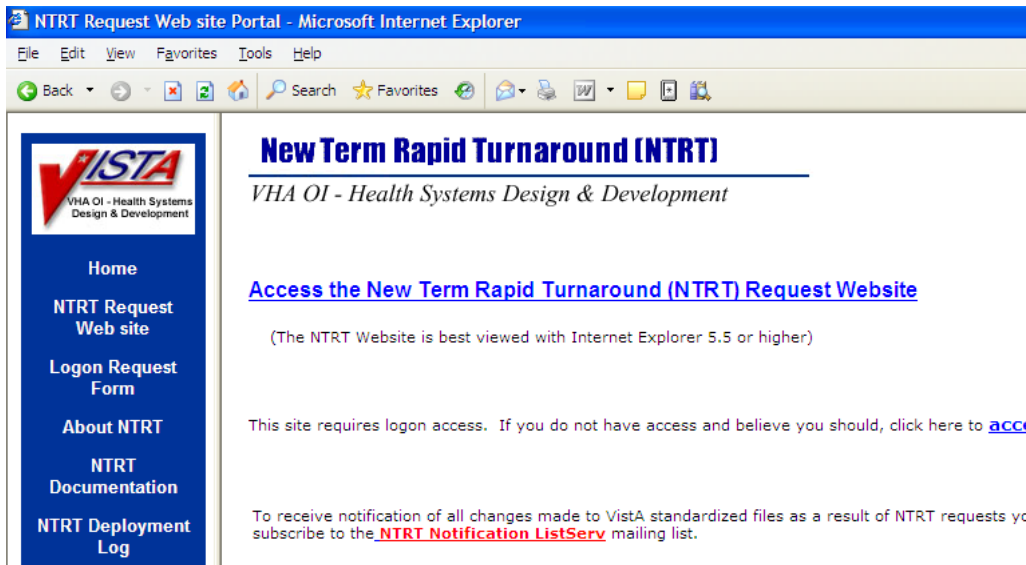 NTRT Request Web site Portal - Microsoft Internet Explorer
File Edit View Favorites Tools Help
Back Search Favorites
VISTA
VHA OI - Health Systems
Design & Development
Home
NTRT Request
Web site
Logon Request
Form
About NTRT
NTRT
Documentation
NTRT Deployment
Log
New Term Rapid Turnaround (NTRT)
VHA OI - Health Systems Design & Development
Access the New Term Rapid Turnaround (NTRT) Request Website
(The NTRT Website is best viewed with Internet Explorer 5.5 or higher)
This site requires logon access. If you do not have access and believe you should, click here to
To receive notification of all changes made to VistA standardized files as a result of NTRT requests
subscribe to the NTRT Notification ListServ mailing list.